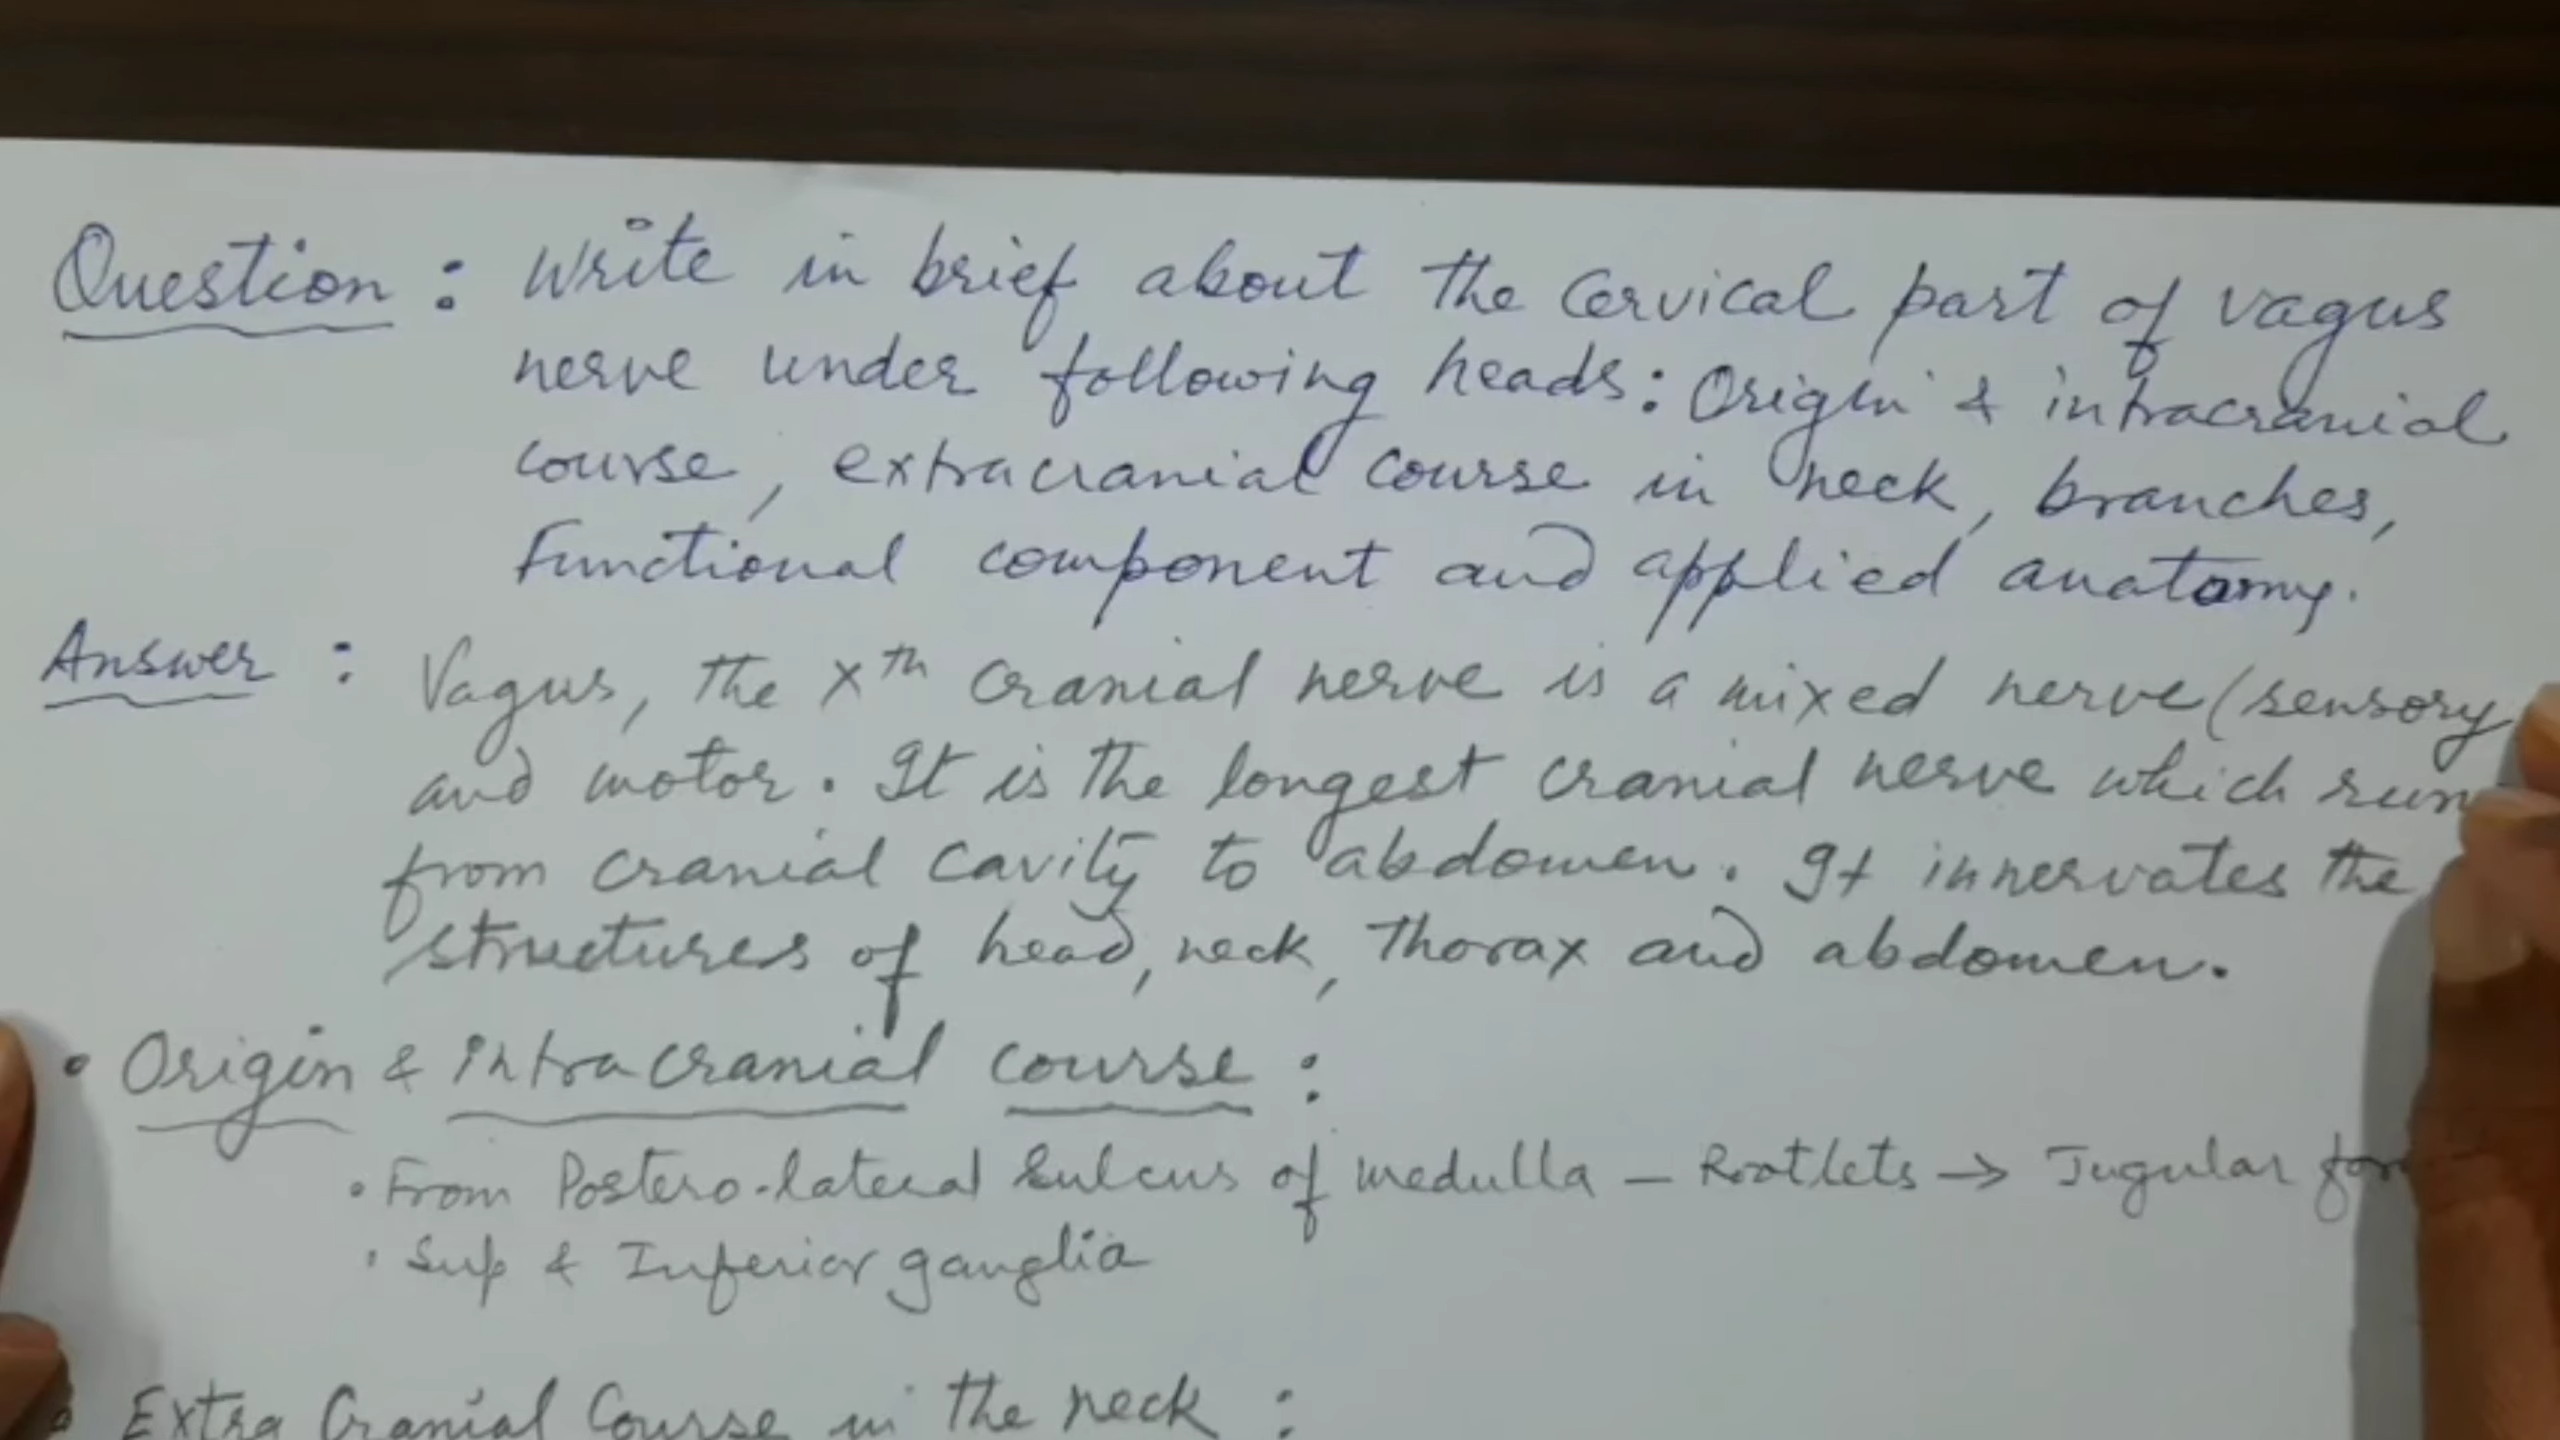 Question : Write in brief about the Cervical part of vagus
nerve under following heads: Origin & intracranial
course, extracranial course in neck, branches,
Functional component and applied anatomy.
Answer : Vagus, the Xth cranial nerve is a mixed nerve (sensory
and motor. It is the longest cranial nerve which run
from cranial cavity to abdomen. It innervates the
structures of head, neck, Thorax and abdomen.
• Origin & intracranial course :
• From Postero-lateral Sulcus of medulla – Rootlets → Jugular for
• Sup & Inferior ganglia
Extra Cranial Course in the neck :